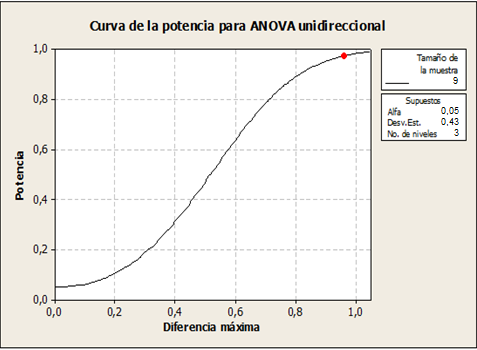 Curva de la potencia para ANOVA unidireccional
1,0
0,8
0,6
0,4
0,2
0,0
Potencia
0,0 0,2 0,4 0,6 0,8 1,0
Diferencia máxima
Tamaño de
la muestra
9
Supuestos
Alfa 0,05
Desv.Est. 0,43
No. de niveles 3